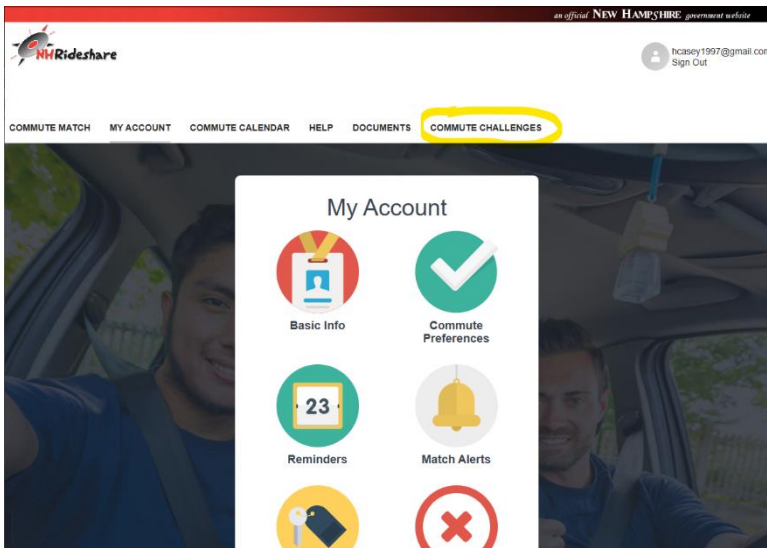 an official NEW HAMPSHIRE government website
NHRideshare
hcasey1997@gmail.com
Sign Out
COMMUTE MATCH MY ACCOUNT COMMUTE CALENDAR HELP DOCUMENTS COMMUTE CHALLENGES
My Account
Basic Info
Commute
Preferences
23
Reminders
Match Alerts